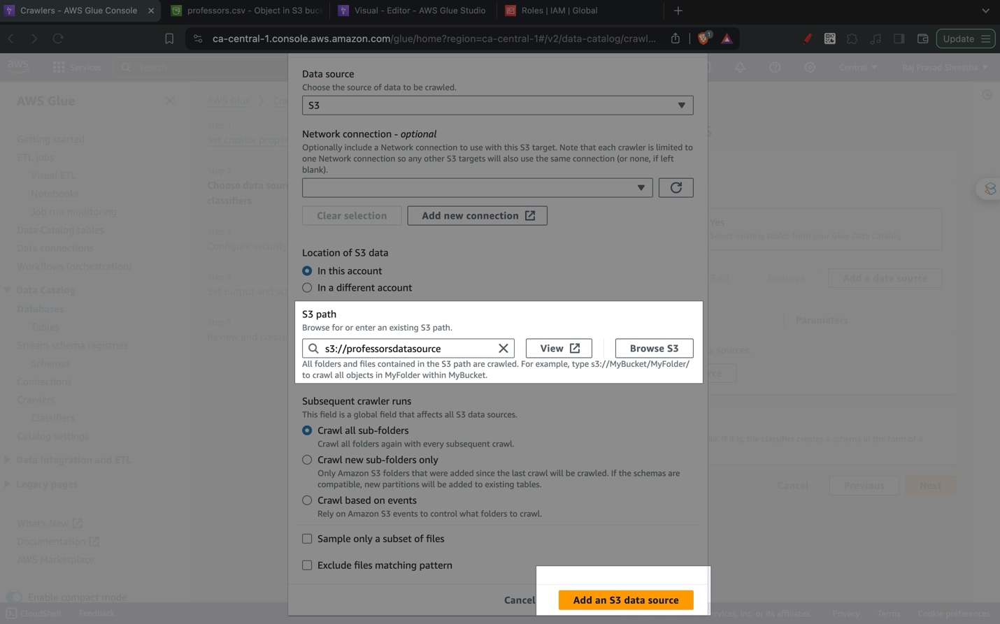 Crawlers - AWS Glue Console
professors.csv - Object in S3 buc
Visual - Editor - AWS Glue Studio
Roles | IAM | Global
ca-central-1.console.aws.amazon.com/glue/home?region=ca-central-1#/v2/data-catalog/crawl...
1
Update
aws
Services
Search
Central
Raj Prasad Shrestha
AWS Glue
Getting started
ETL jobs
Visual ETL
Notebooks
Job run monitoring
Data Catalog tables
Data connections
Workflows (orchestration)
Data Catalog
Databases
Tables
Stream schema registries
Schemas
Connections
Crawlers
Classifiers
Catalog settings
Data Integration and ETL
Legacy pages
What's New
Documentation
AWS Marketplace
Enable compact mode
CloudShell
Feedback
AWS Glue
Step 1
Set crawler proper
Step 2
Choose data sour
classifiers
Step 3
Configure security
Step 4
Set output and sc
Step 5
Review and create
Data source
Choose the source of data to be crawled.
S3
Network connection - optional
Optionally include a Network connection to use with this S3 target. Note that each crawler is limited to
one Network connection so any other S3 targets will also use the same connection (or none, if left
blank).
Clear selection
Add new connection
Location of S3 data
In this account
In a different account
S3 path
Browse for or enter an existing S3 path.
s3://professorsdatasource
View
Browse S3
All folders and files contained in the S3 path are crawled. For example, type s3://MyBucket/MyFolder/
to crawl all objects in MyFolder within MyBucket.
Subsequent crawler runs
This field is a global field that affects all S3 data sources.
Crawl all sub-folders
Crawl all folders again with every subsequent crawl.
Crawl new sub-folders only
Only Amazon S3 folders that were added since the last crawl will be crawled. If the schemas are
compatible, new partitions will be added to existing tables.
Crawl based on events
Rely on Amazon S3 events to control what folders to crawl.
Sample only a subset of files
Exclude files matching pattern
Cancel
Add an S3 data source
Yes
Select existing tables from your Glue Data Catalog.
Edit
Remove
Add a data source
Parameters
a sources.
rce
If it is, the classifier creates a schema in the form of a
Cancel
Previous
Next
Services, Inc. or its affiliates.
Privacy
Terms
Cookie preferences